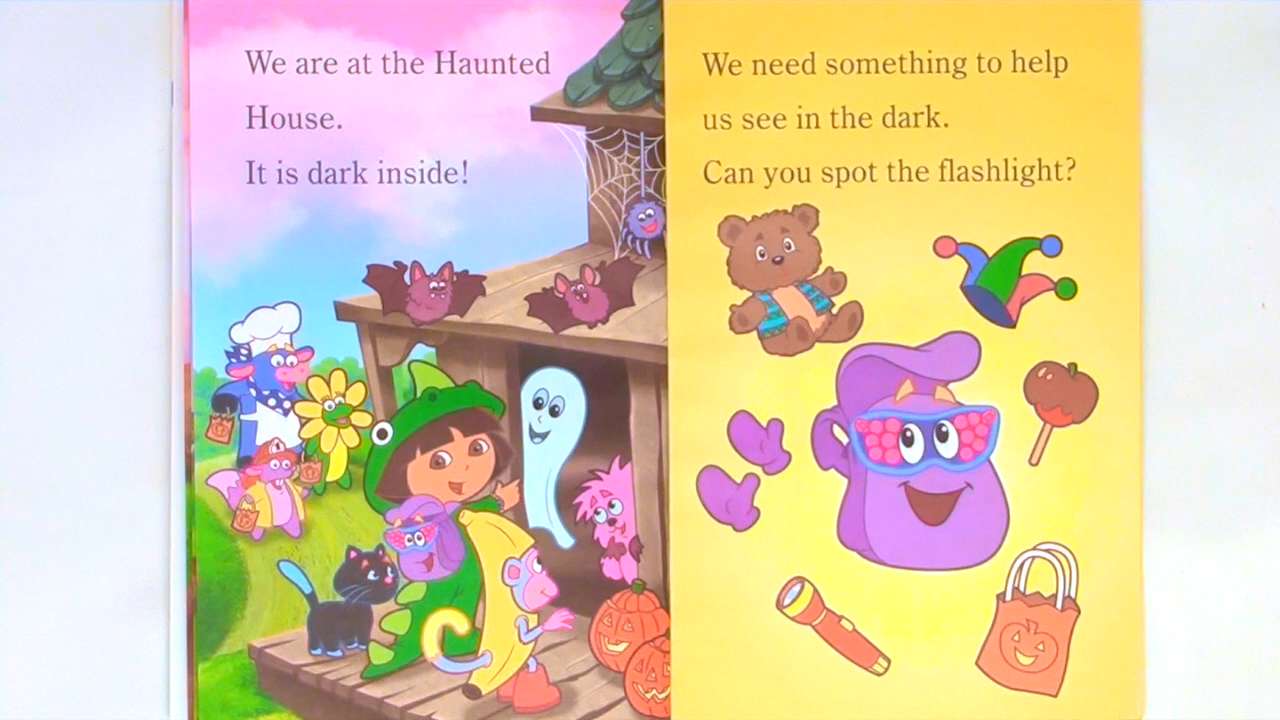 We are at the Haunted
House.
It is dark inside!
We need something to help
us see in the dark.
Can you spot the flashlight?